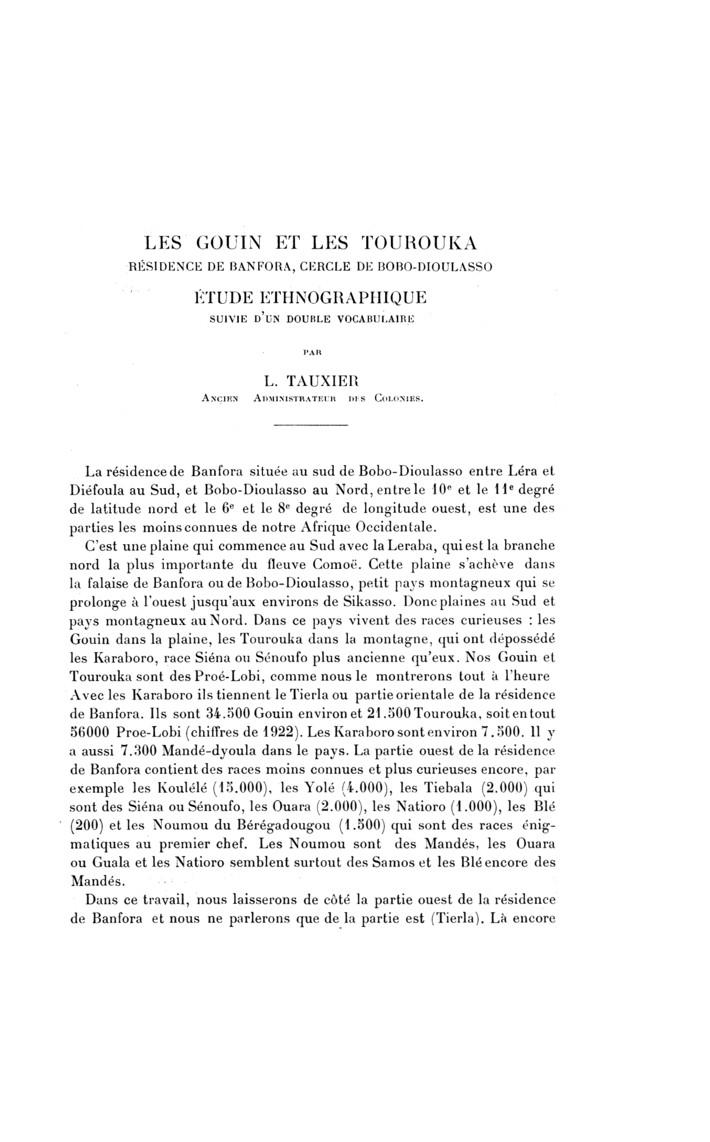 LES GOUIN ET LES TOUROUKA
RÉSIDENCE DE BANFORA, CERCLE DE BOBO-DIOULASSO
ÉTUDE ETHNOGRAPHIQUE
SUIVIE D'UN DOUBLE VOCABULAIRE
PAR
L. TAUXIER
ANCIEN ADMINISTRATEUR DES COLONIES.
La résidence de Banfora située au sud de Bobo-Dioulasso entre Léra et
Diéfoula au Sud, et Bobo-Dioulasso au Nord, entre le 10e et le 11e degré
de latitude nord et le 6e et le 8e degré de longitude ouest, est une des
parties les moins connues de notre Afrique Occidentale.
C'est une plaine qui commence au Sud avec la Leraba, qui est la branche
nord la plus importante du fleuve Comoë. Cette plaine s'achève dans
la falaise de Banfora ou de Bobo-Dioulasso, petit pays montagneux qui se
prolonge à l'ouest jusqu'aux environs de Sikasso. Donc plaines au Sud et
pays montagneux au Nord. Dans ce pays vivent des races curieuses : les
Gouin dans la plaine, les Tourouka dans la montagne, qui ont dépossédé
les Karaboro, race Siéna ou Sénoufo plus ancienne qu'eux. Nos Gouin et
Tourouka sont des Proé-Lobi, comme nous le montrerons tout à l'heure
Avec les Karaboro ils tiennent le Tierla ou partie orientale de la résidence
de Banfora. Ils sont 34.500 Gouin environ et 21.500 Tourouka, soit en tout
56000 Proe-Lobi (chiffres de 1922). Les Karaboro sont environ 7.500. Il y
a aussi 7.300 Mandé-dyoula dans le pays. La partie ouest de la résidence
de Banfora contient des races moins connues et plus curieuses encore, par
exemple les Koulélé (15.000), les Yolé (4.000), les Tiebala (2.000) qui
sont des Siéna ou Sénoufo, les Ouara (2.000), les Natioro (1.000), les Blé
(200) et les Noumou du Bérégadougou (1.500) qui sont des races énig-
matiques au premier chef. Les Noumou sont des Mandés, les Ouara
ou Guala et les Natioro semblent surtout des Samos et les Blé encore des
Mandés.
Dans ce travail, nous laisserons de côté la partie ouest de la résidence
de Banfora et nous ne parlerons que de la partie est (Tierla). Là encore